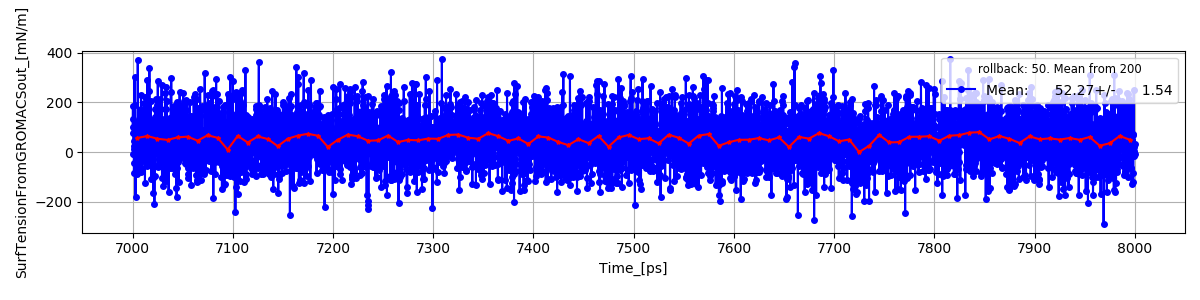 SurfTensionFromGROMACSout_[mN/m]
400
200
0
−200
rollback: 50. Mean from 200
Mean: 52.27+/- 1.54
7000 7100 7200 7300 7400 7500 7600 7700 7800 7900 8000
Time_[ps]